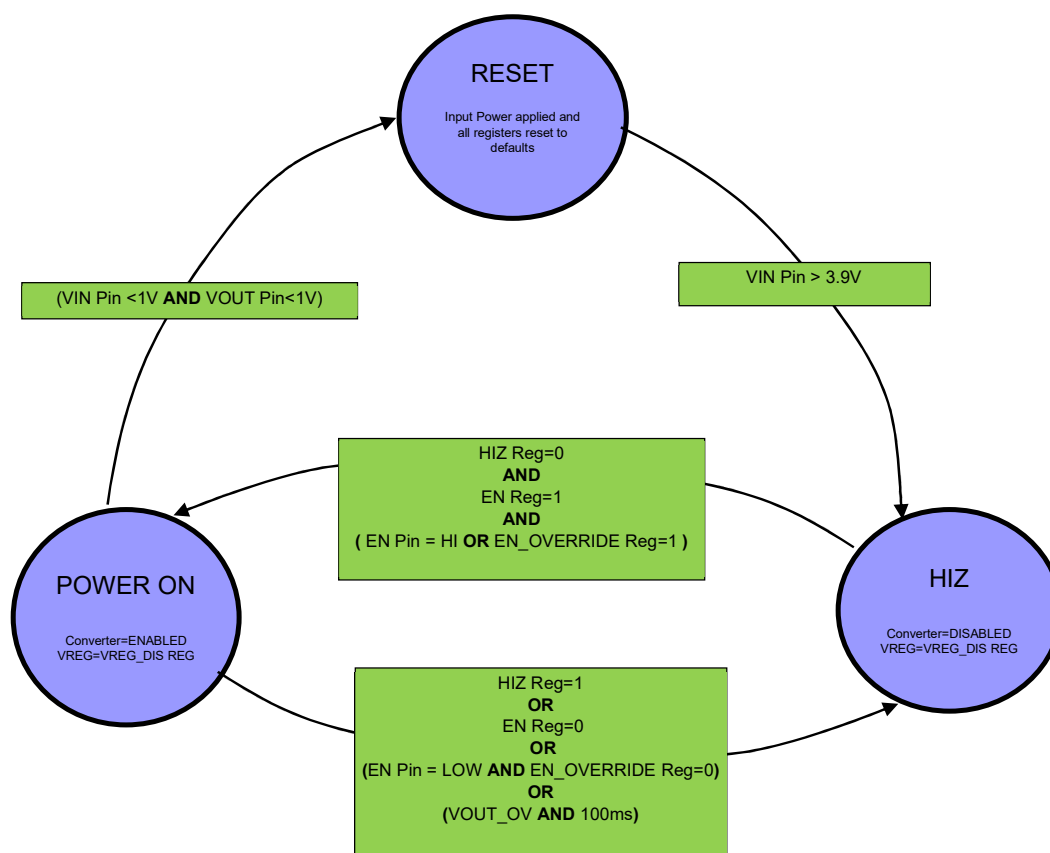 RESET
Input Power applied and
all registers reset to
defaults
(VIN Pin <1V AND VOUT Pin<1V)
VIN Pin > 3.9V
HIZ Reg=0
AND
EN Reg=1
AND
( EN Pin = HI OR EN_OVERRIDE Reg=1 )
POWER ON
Converter=ENABLED
VREG=VREG_DIS REG
HIZ
Converter=DISABLED
VREG=VREG_DIS REG
HIZ Reg=1
OR
EN Reg=0
OR
(EN Pin = LOW AND EN_OVERRIDE Reg=0)
OR
(VOUT_OV AND 100ms)